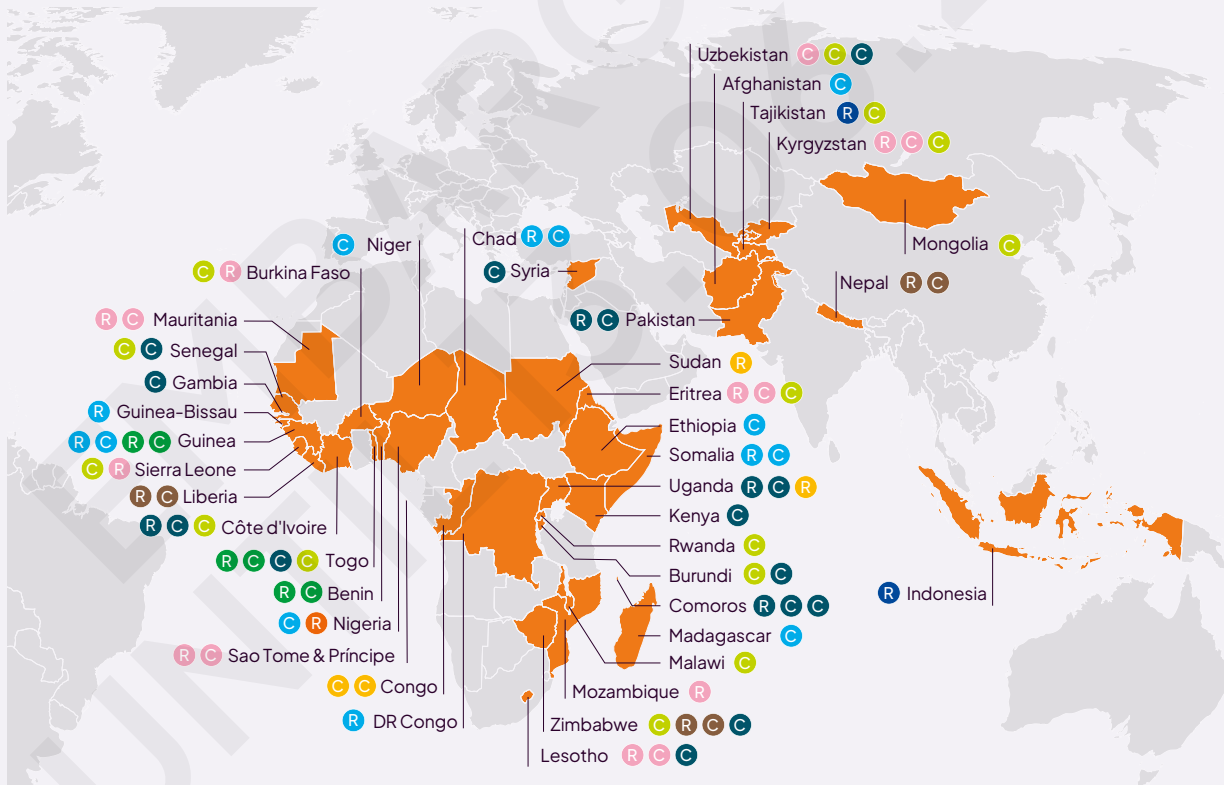 Uzbekistan C C C
Afghanistan C
Tajikistan R C
Kyrgyzstan R C C
Mongolia C
Nepal R C
C Niger
Chad R C
C Syria
C R Burkina Faso
R C Pakistan
R C Mauritania
C C Senegal
C Gambia
R Guinea-Bissau
R C R C Guinea
C R Sierra Leone
R C Liberia
R C C Côte d'Ivoire
R C C C Togo
R C Benin
C R Nigeria
R C Sao Tome & Príncipe
C C Congo
R DR Congo
Sudan R
Eritrea R C C
Ethiopia C
Somalia R C
Uganda R C R
Kenya C
Rwanda C
Burundi C C
Comoros R C C
Madagascar C
Malawi C
Mozambique R
Zimbabwe C R C C
Lesotho R C C
R Indonesia